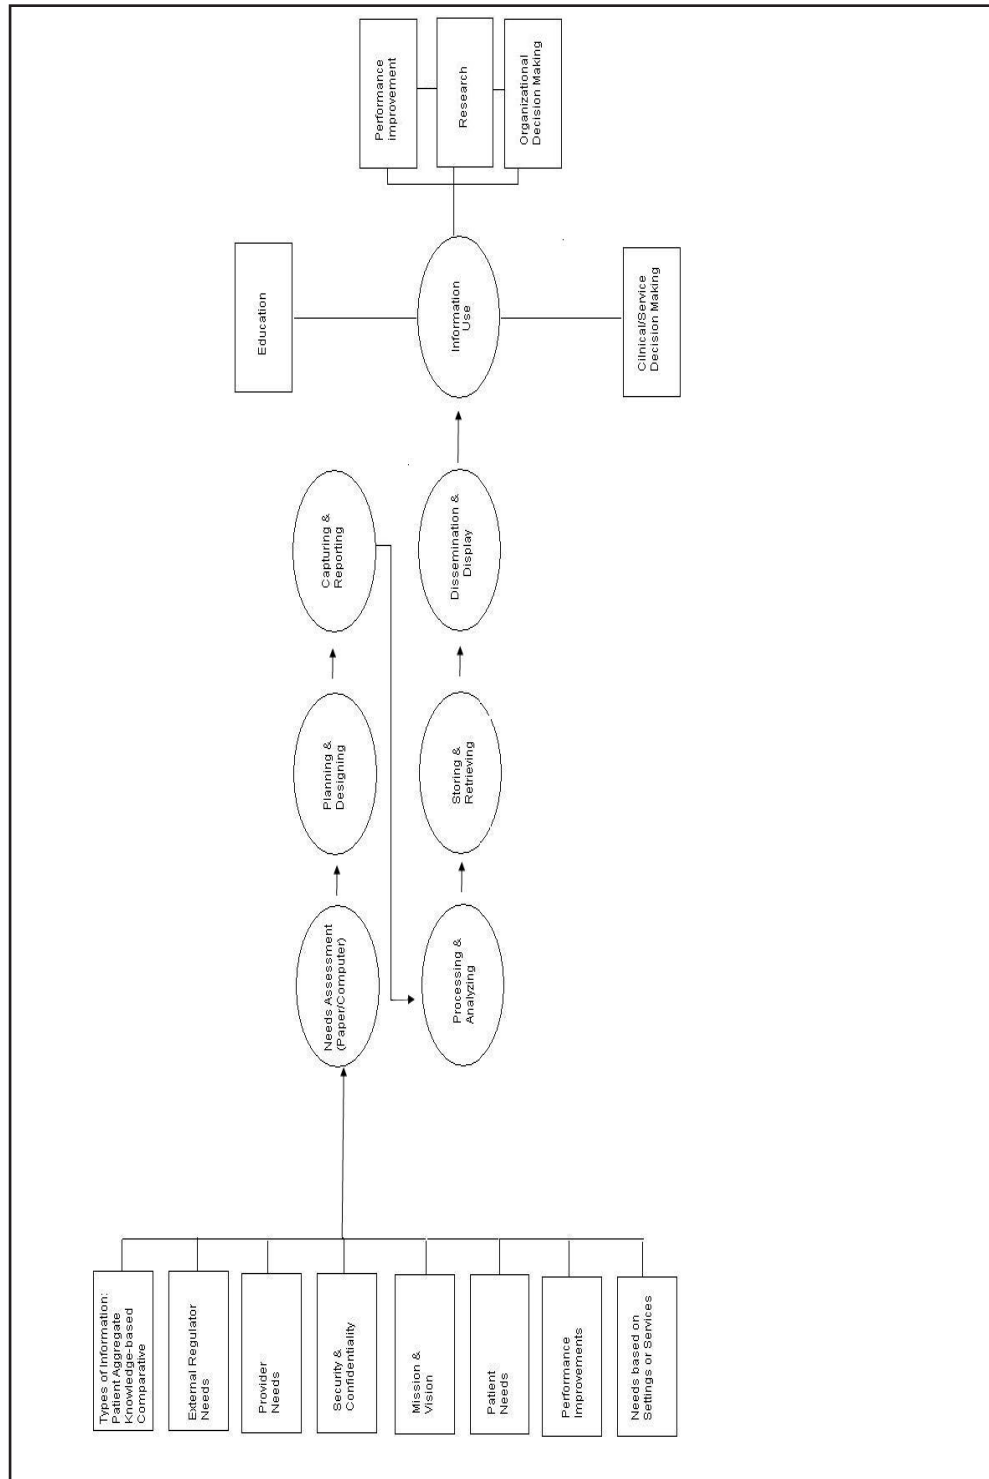 Types of Information:
Patient Aggregate
Knowledge-based
Comparative
External Regulator
Needs
Provider
Needs
Security &
Confidentiality
Mission &
Vision
Patient
Needs
Performance
Improvements
Needs based on
Settings or Services
Needs Assessment
(Paper/Computer)
Planning &
Designing
Capturing &
Reporting
Processing &
Analyzing
Storing &
Retrieving
Dissemination &
Display
Information
Use
Education
Performance
improvement
Research
Organizational
Decision Making
Cilnical/Service
Decision Making